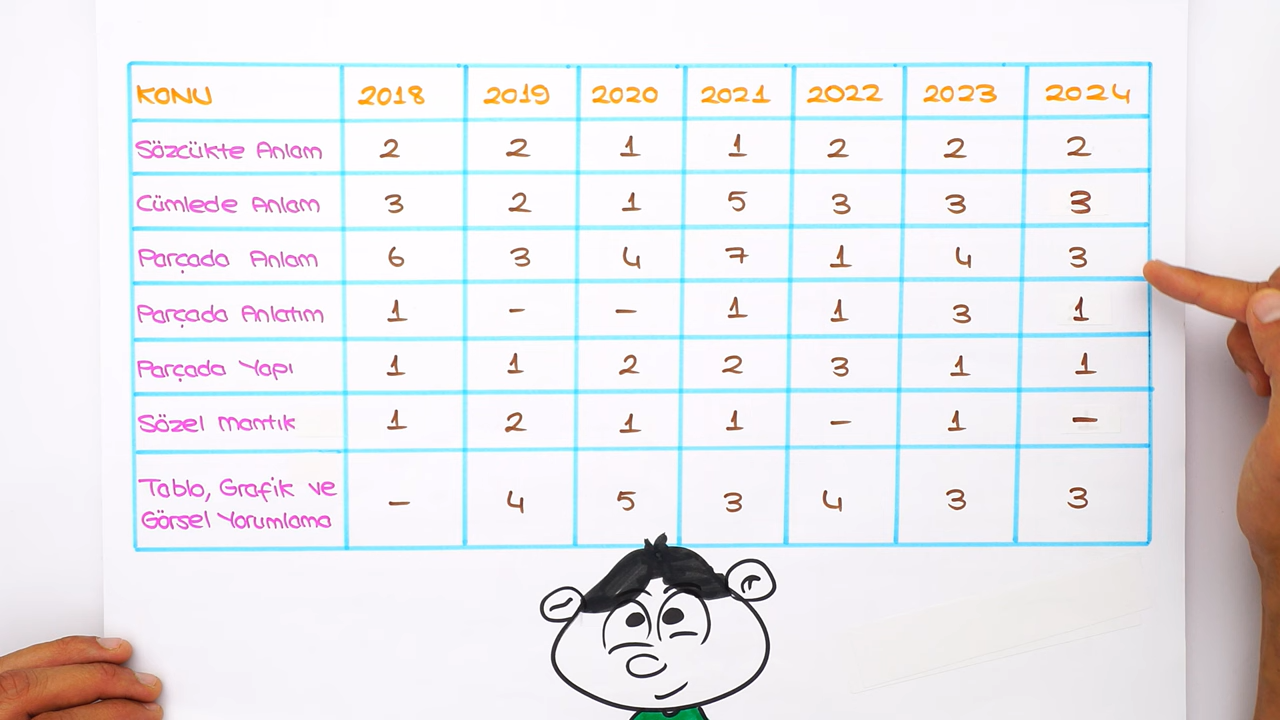 KONU 2018 2019 2020 2021 2022 2023 2024
Sözcükte Anlam 2 2 1 1 2 2 2
Cümlede Anlam 3 2 1 5 3 3 3
Parçada Anlam 6 3 4 7 1 4 3
Parçada Anlatım 1 - - 1 1 3 1
Parçada Yapı 1 1 2 2 3 1 1
Sözel Mantık 1 2 1 1 - 1 -
Tablo, Grafik ve
Görsel Yorumlama - 4 5 3 4 3 3